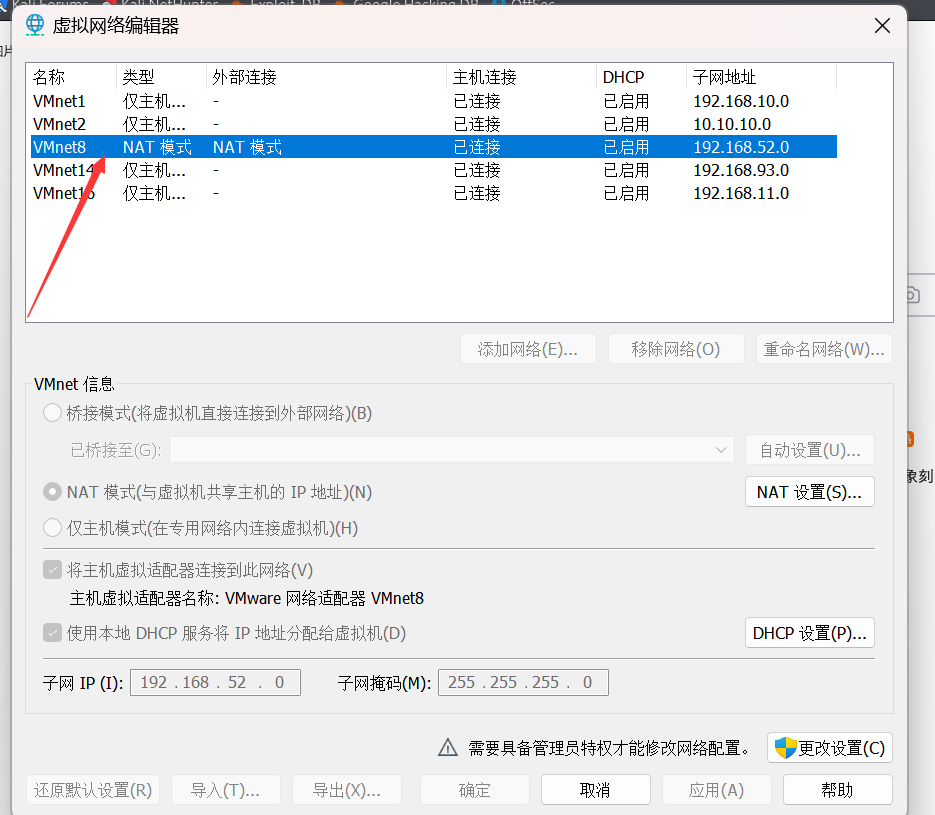 Kali Forums Kali NetHunter Exploit-DB Google Hacking DB OffSec
虚拟网络编辑器
名称 类型 外部连接 主机连接 DHCP 子网地址
VMnet1 仅主机... - 已连接 已启用 192.168.10.0
VMnet2 仅主机... - 已连接 已启用 10.10.10.0
VMnet8 NAT 模式 NAT 模式 已连接 已启用 192.168.52.0
VMnet14 仅主机... - 已连接 已启用 192.168.93.0
VMnet16 仅主机... - 已连接 已启用 192.168.11.0
添加网络(E)... 移除网络(O) 重命名网络(W)...
VMnet 信息
桥接模式(将虚拟机直接连接到外部网络)(B)
已桥接至(G): 自动设置(U)...
象刻
NAT 模式(与虚拟机共享主机的 IP 地址)(N) NAT 设置(S)...
仅主机模式(在专用网络内连接虚拟机)(H)
将主机虚拟适配器连接到此网络(V)
主机虚拟适配器名称: VMware 网络适配器 VMnet8
使用本地 DHCP 服务将 IP 地址分配给虚拟机(D) DHCP 设置(P)...
子网 IP (I): 192 . 168 . 52 . 0 子网掩码(M): 255 . 255 . 255 . 0
需要具备管理员特权才能修改网络配置。 更改设置(C)
还原默认设置(R) 导入(T)... 导出(X)... 确定 取消 应用(A) 帮助